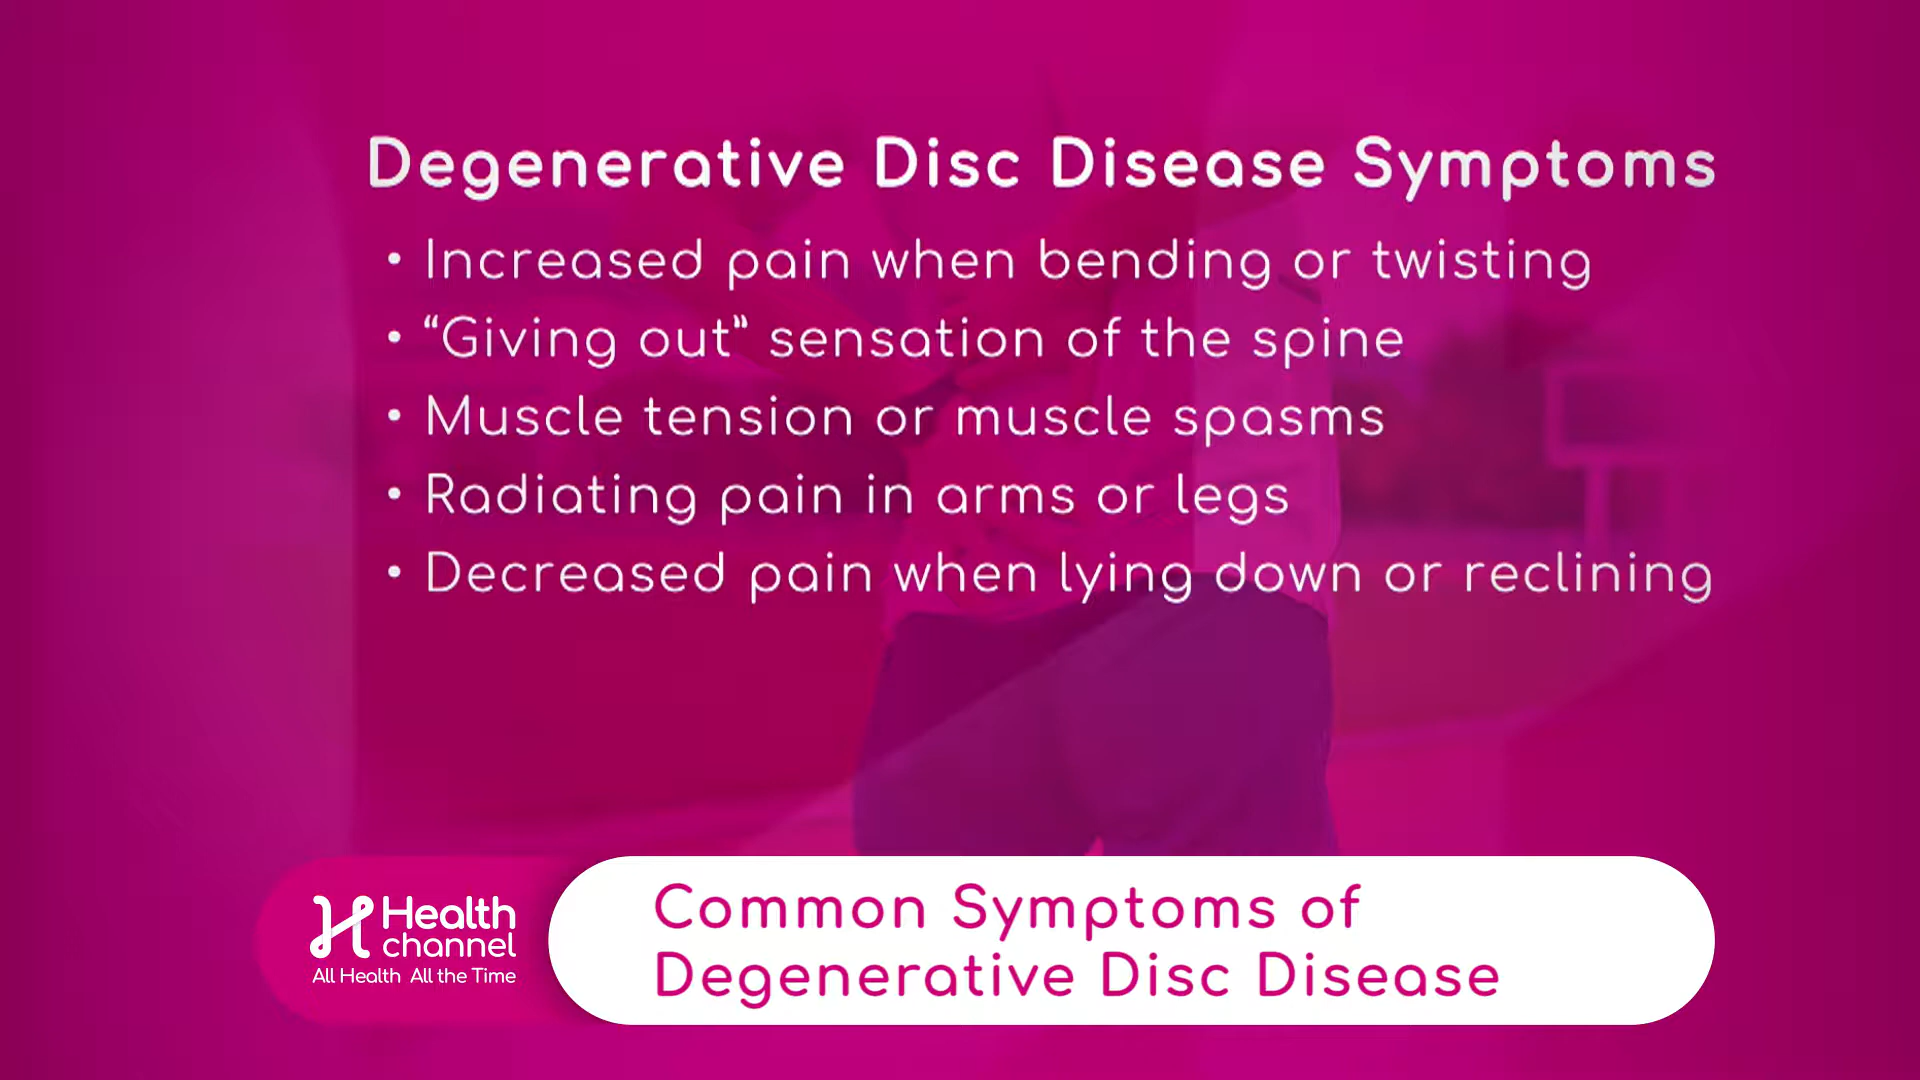 Degenerative Disc Disease Symptoms
• Increased pain when bending or twisting
• “Giving out” sensation of the spine
• Muscle tension or muscle spasms
• Radiating pain in arms or legs
• Decreased pain when lying down or reclining
Health
channel
All Health All the Time
Common Symptoms of
Degenerative Disc Disease